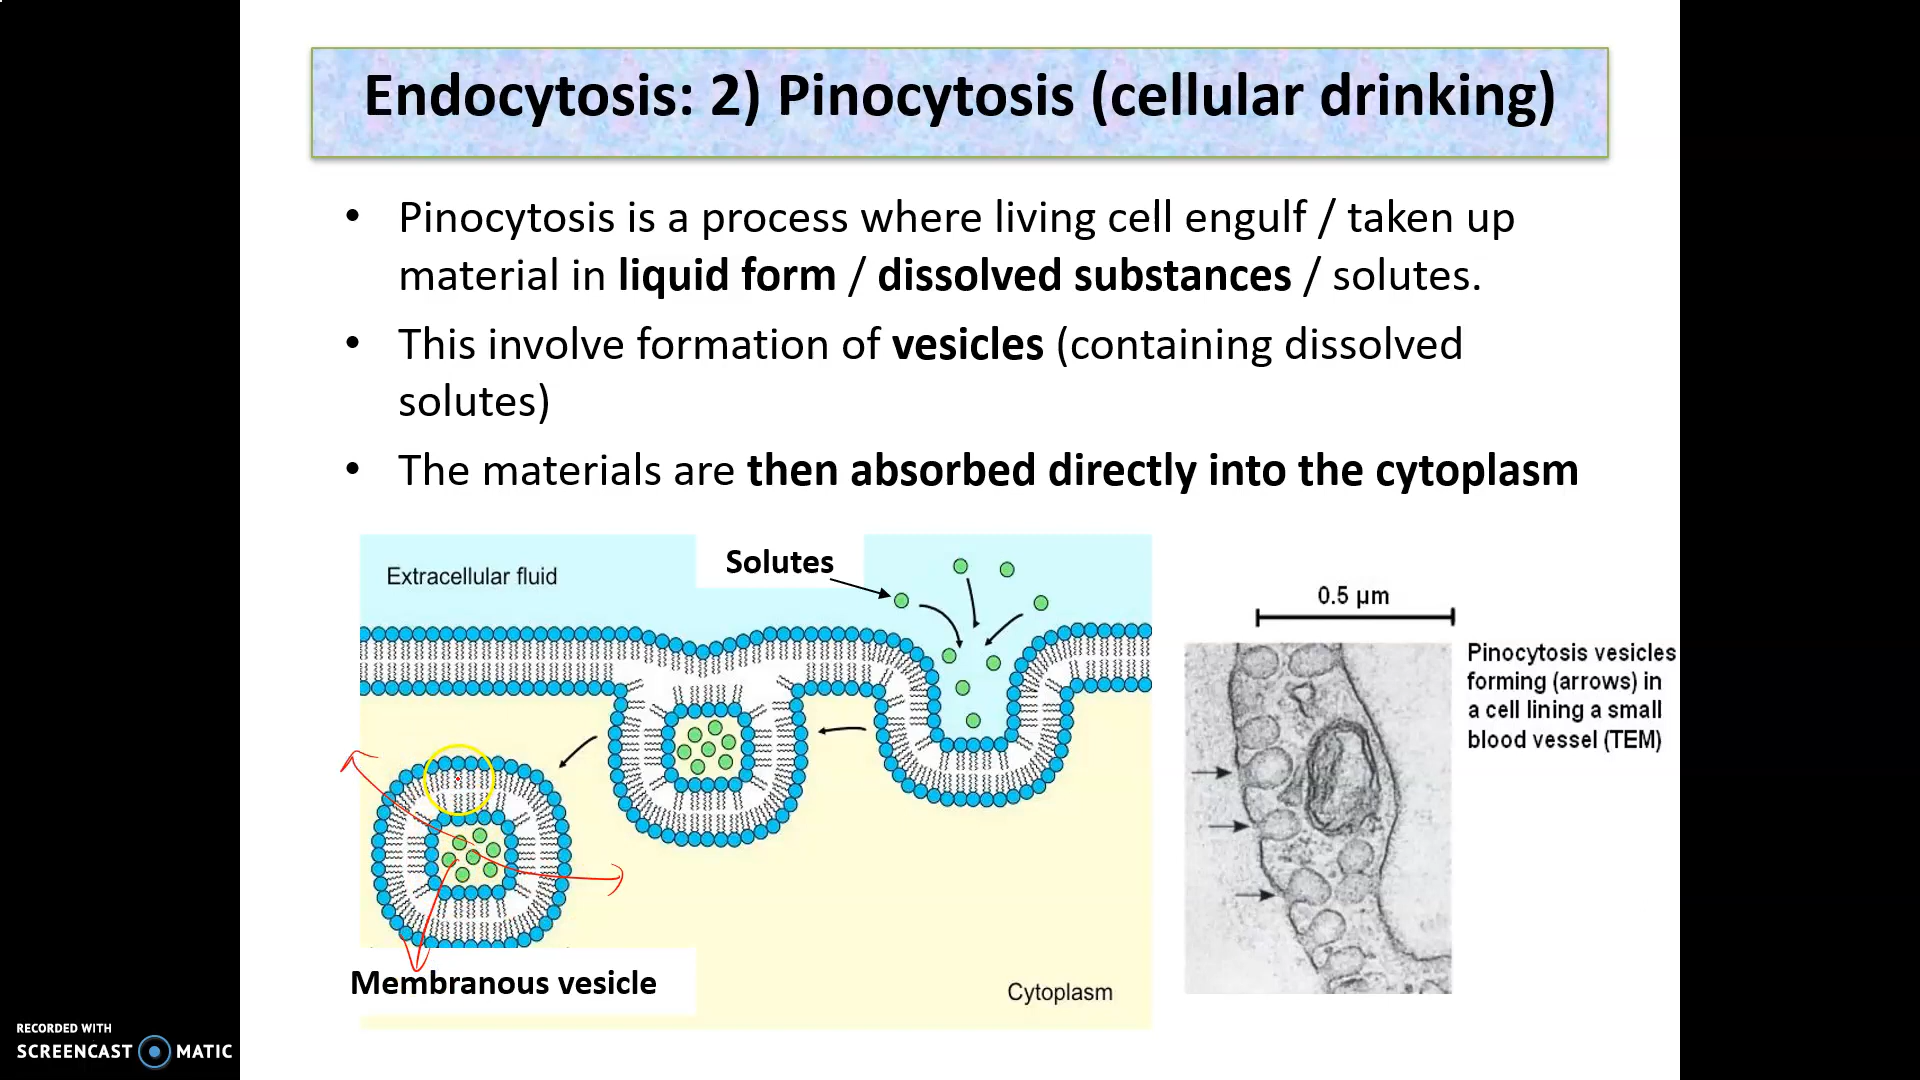 Endocytosis: 2) Pinocytosis (cellular drinking)
• Pinocytosis is a process where living cell engulf / taken up
material in liquid form / dissolved substances / solutes.
• This involve formation of vesicles (containing dissolved
solutes)
• The materials are then absorbed directly into the cytoplasm
Extracellular fluid
Solutes
Membranous vesicle
Cytoplasm
0.5 µm
Pinocytosis vesicles
forming (arrows) in
a cell lining a small
blood vessel (TEM)
RECORDED WITH
SCREENCAST MATIC